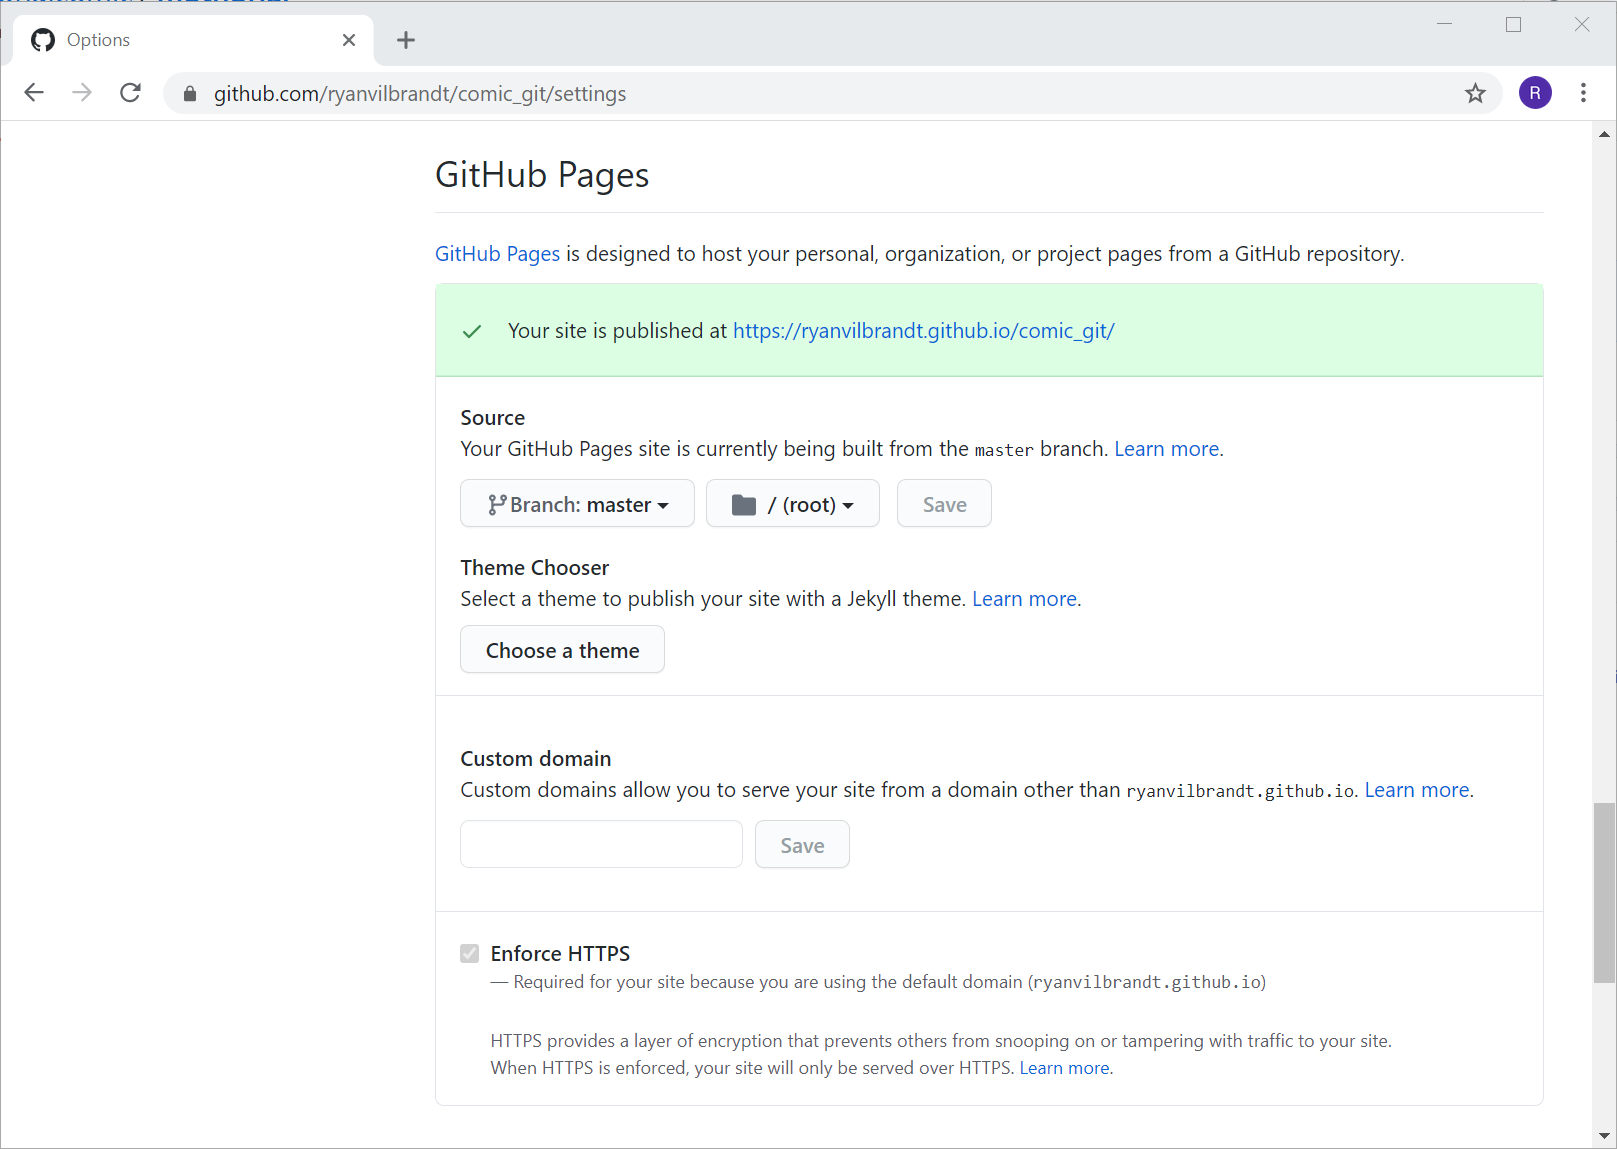 Options
github.com/ryanvilbrandt/comic_git/settings
R
GitHub Pages
GitHub Pages is designed to host your personal, organization, or project pages from a GitHub repository.
Your site is published at https://ryanvilbrandt.github.io/comic_git/
Source
Your GitHub Pages site is currently being built from the master branch. Learn more.
Branch: master
/ (root)
Save
Theme Chooser
Select a theme to publish your site with a Jekyll theme. Learn more.
Choose a theme
Custom domain
Custom domains allow you to serve your site from a domain other than ryanvilbrandt.github.io. Learn more.
Save
Enforce HTTPS
— Required for your site because you are using the default domain (ryanvilbrandt.github.io)
HTTPS provides a layer of encryption that prevents others from snooping on or tampering with traffic to your site.
When HTTPS is enforced, your site will only be served over HTTPS. Learn more.